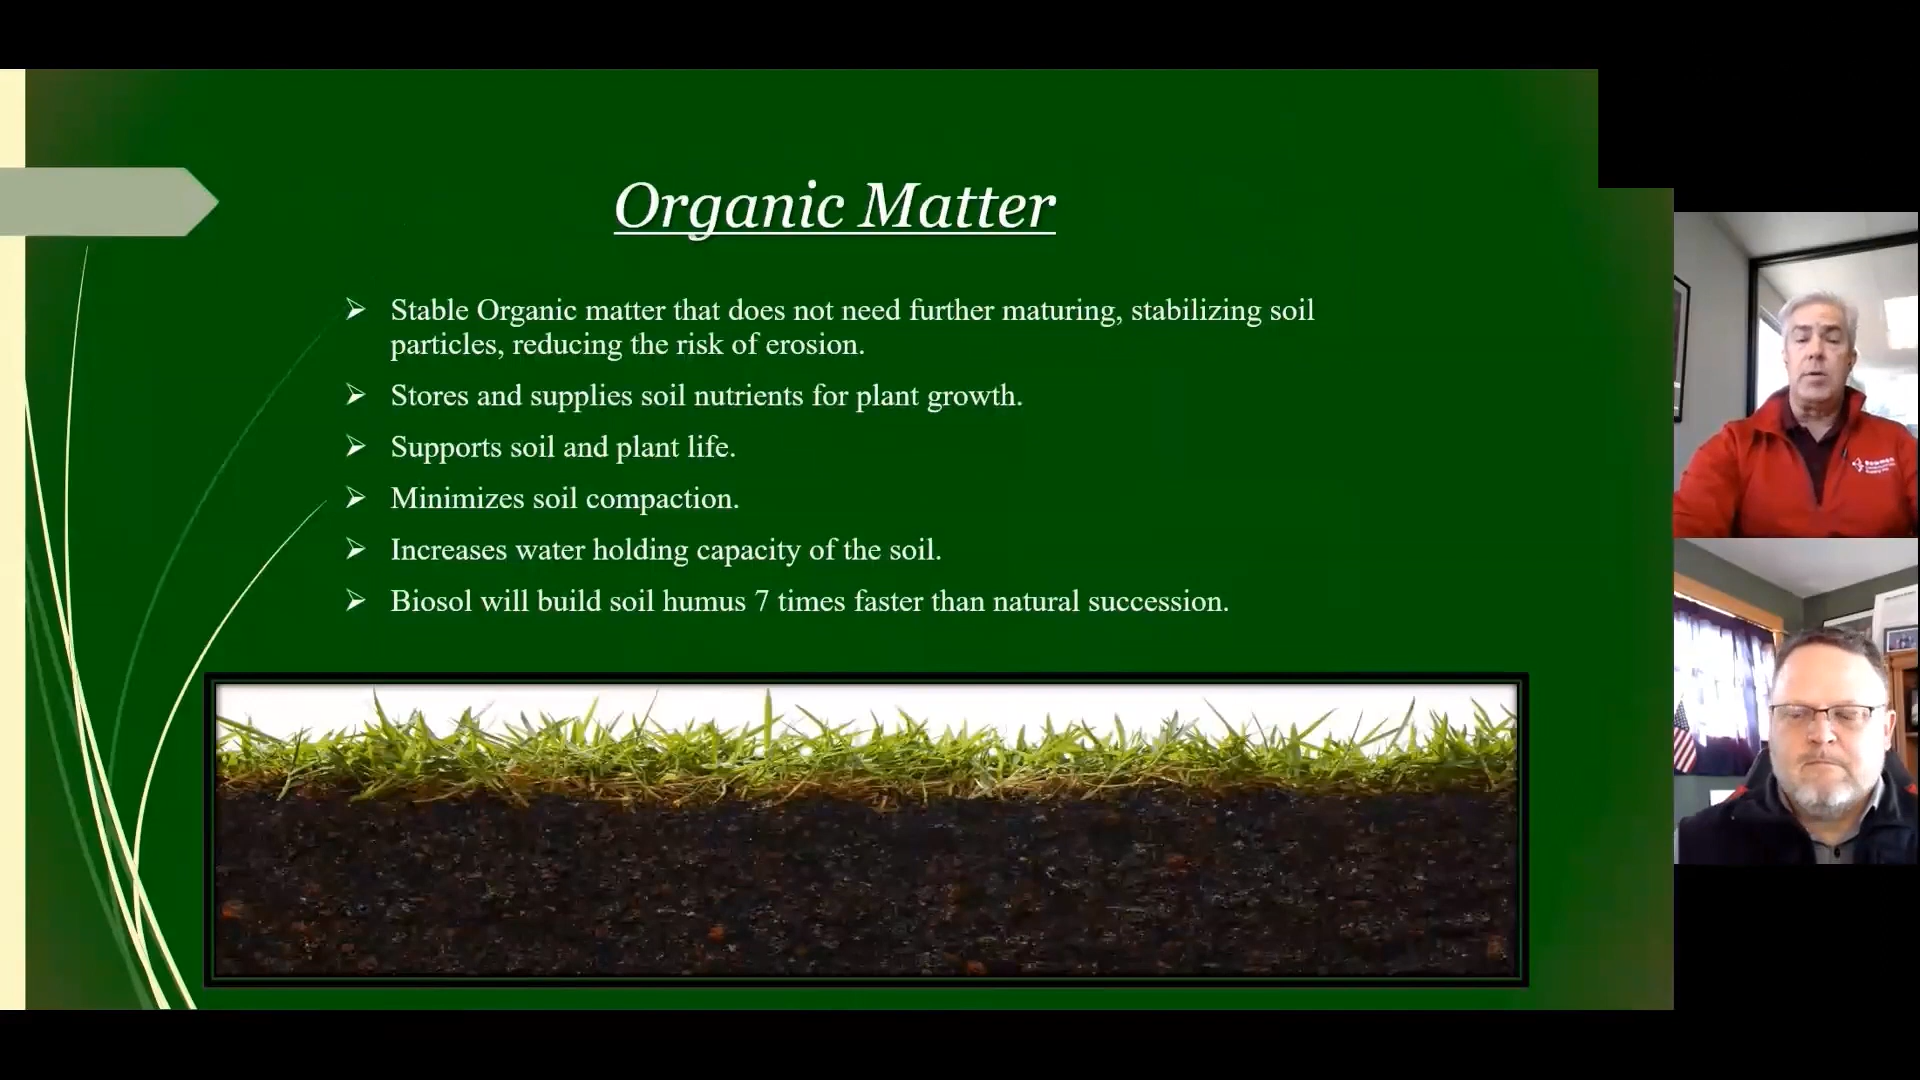 Organic Matter
Stable Organic matter that does not need further maturing, stabilizing soil
particles, reducing the risk of erosion.
Stores and supplies soil nutrients for plant growth.
Supports soil and plant life.
Minimizes soil compaction.
Increases water holding capacity of the soil.
Biosol will build soil humus 7 times faster than natural succession.